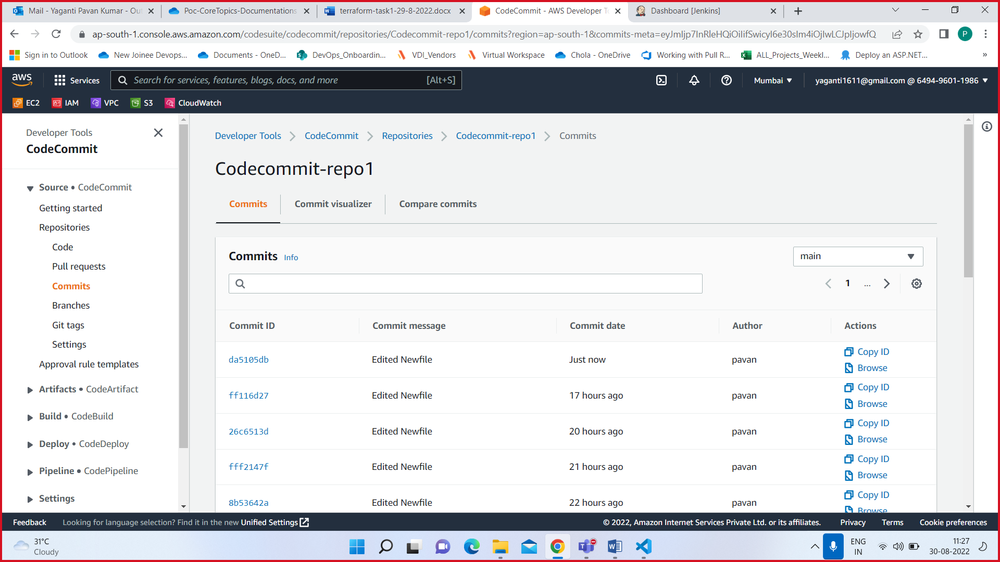 Mail - Yaganti Pavan Kumar - Out
Poc-CoreTopics-Documentations
terraform-task1-29-8-2022.docx
CodeCommit - AWS Developer To
Dashboard [Jenkins]
ap-south-1.console.aws.amazon.com/codesuite/codecommit/repositories/Codecommit-repo1/commits?region=ap-south-1&commits-meta=
P
Sign in to Outlook
New Joinee Devops...
Documents - OneD...
DevOps_Onboardin...
VDI_Vendors
Virtual Workspace
Chola - OneDrive
Working with Pull R...
ALL_Projects_Weekl...
Deploy an ASP.NET...
»
aws
Services
Search for services, features, blogs, docs, and more [Alt+S]
Mumbai
yaganti1611@gmail.com @ 6494-9601-1986
EC2
IAM
VPC
S3
CloudWatch
Developer Tools
CodeCommit
Source • CodeCommit
Getting started
Repositories
Code
Pull requests
Commits
Branches
Git tags
Settings
Approval rule templates
Artifacts • CodeArtifact
Build • CodeBuild
Deploy • CodeDeploy
Pipeline • CodePipeline
Settings
Developer Tools
CodeCommit
Repositories
Codecommit-repo1
Commits
Codecommit-repo1
Commits
Commit visualizer
Compare commits
Commits Info
main
1 ...
Commit ID Commit message Commit date Author Actions
da5105db Edited Newfile Just now pavan Copy ID
Browse
ff116d27 Edited Newfile 17 hours ago pavan Copy ID
Browse
26c6513d Edited Newfile 20 hours ago pavan Copy ID
Browse
fff2147f Edited Newfile 21 hours ago pavan Copy ID
Browse
8b53642a Edited Newfile 22 hours ago pavan Copy ID
Browse
Feedback
Looking for language selection? Find it in the new Unified Settings
© 2022, Amazon Internet Services Private Ltd. or its affiliates.
Privacy
Terms
Cookie preferences
31°C
Cloudy
ENG
IN
11:27
30-08-2022